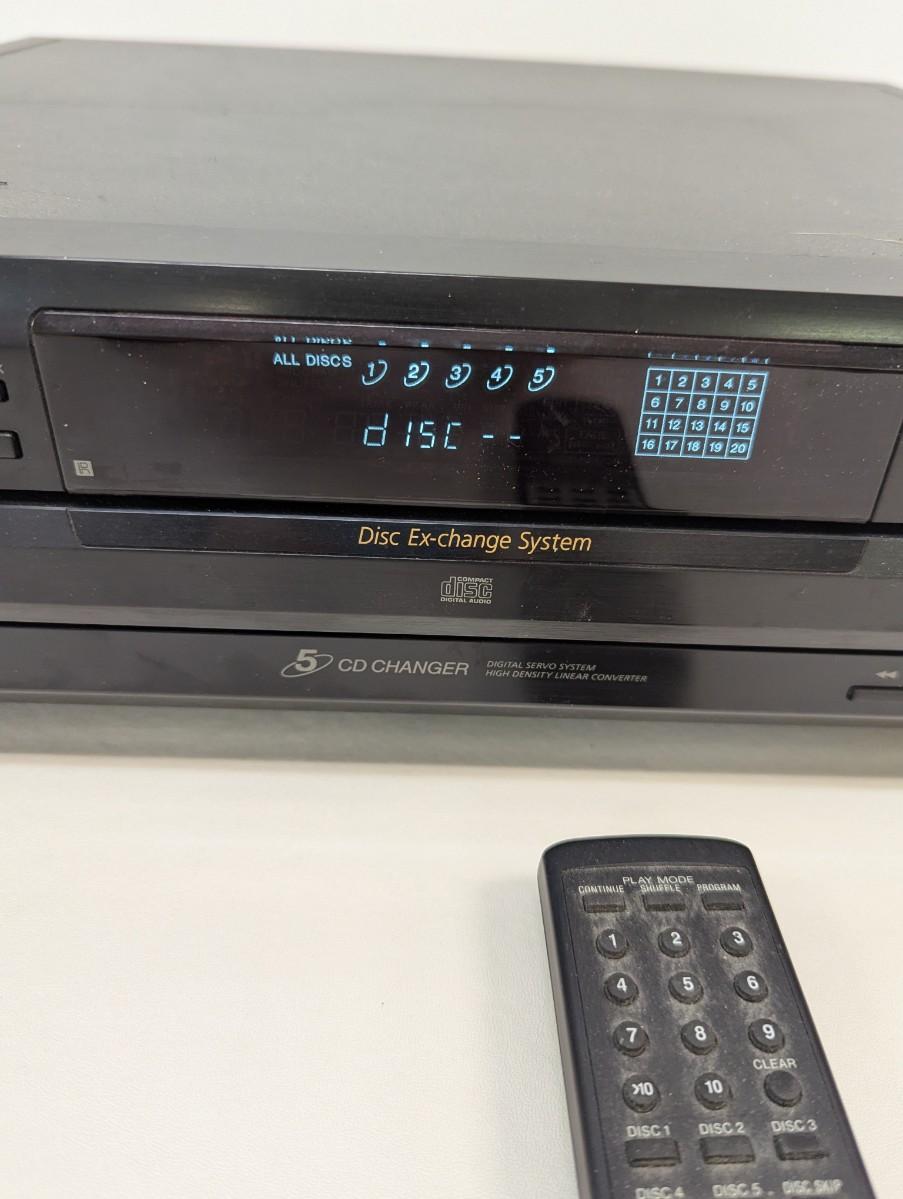 ALL DISCS 1 2 3 4 5
dISC --
1 2 3 4 5
6 7 8 9 10
11 12 13 14 15
16 17 18 19 20
Disc Ex-change System
COMPACT
disc
DIGITAL AUDIO
5 CD CHANGER
DIGITAL SERVO SYSTEM
HIGH DENSITY LINEAR CONVERTER
PLAY MODE
CONTINUE SHUFFLE PROGRAM
1 2 3
4 5 6
7 8 9
CLEAR
>10 10
DISC 1 DISC 2 DISC 3
DISC 4 DISC 5 DISC SKIP